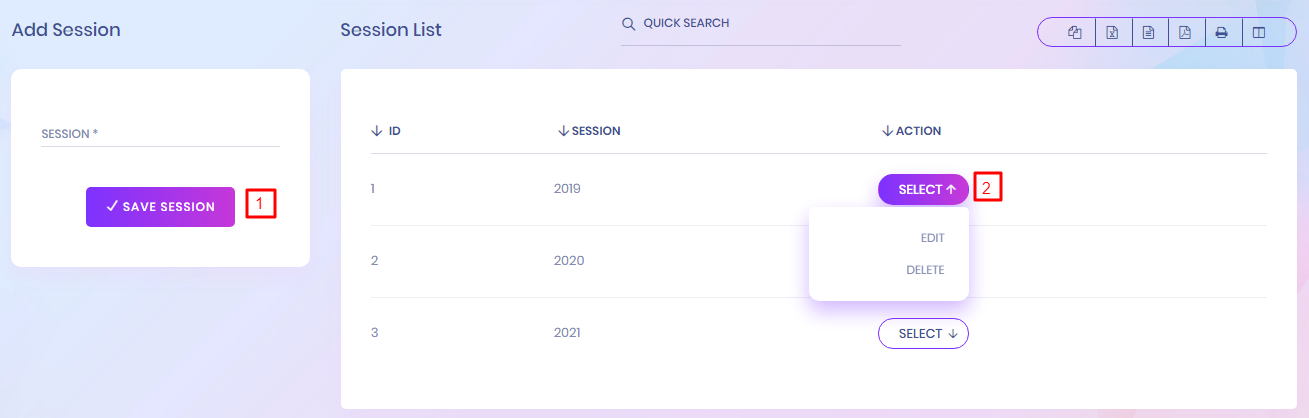 Add Session
SESSION *
SAVE SESSION
1
Session List
QUICK SEARCH
ID SESSION ACTION
1 2019 SELECT
2
EDIT
DELETE
2 2020
3 2021 SELECT